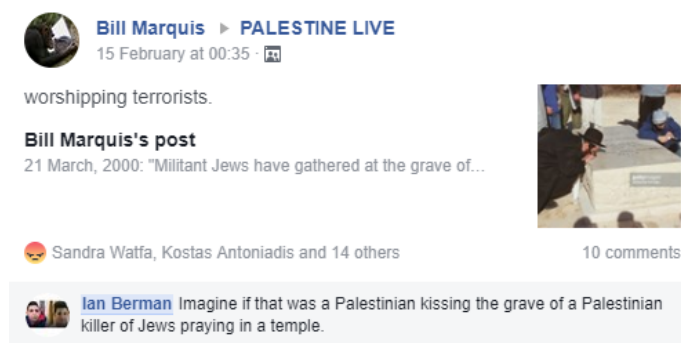 Bill Marquis ▸ PALESTINE LIVE
15 February at 00:35 ·
worshipping terrorists.
Bill Marquis's post
21 March, 2000: "Militant Jews have gathered at the grave of...
Sandra Watfa, Kostas Antoniadis and 14 others
10 comments
Ian Berman Imagine if that was a Palestinian kissing the grave of a Palestinian
killer of Jews praying in a temple.